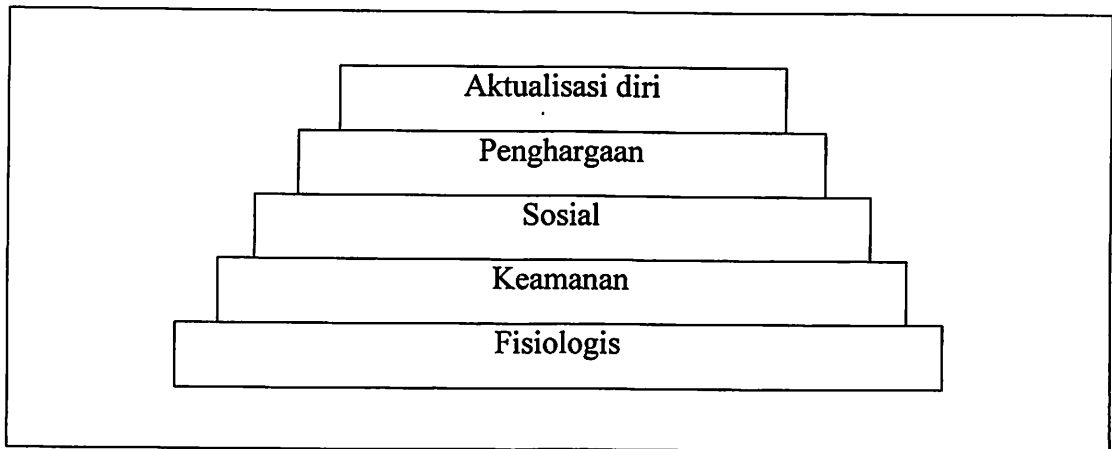 Aktualisasi diri
Penghargaan
Sosial
Keamanan
Fisiologis